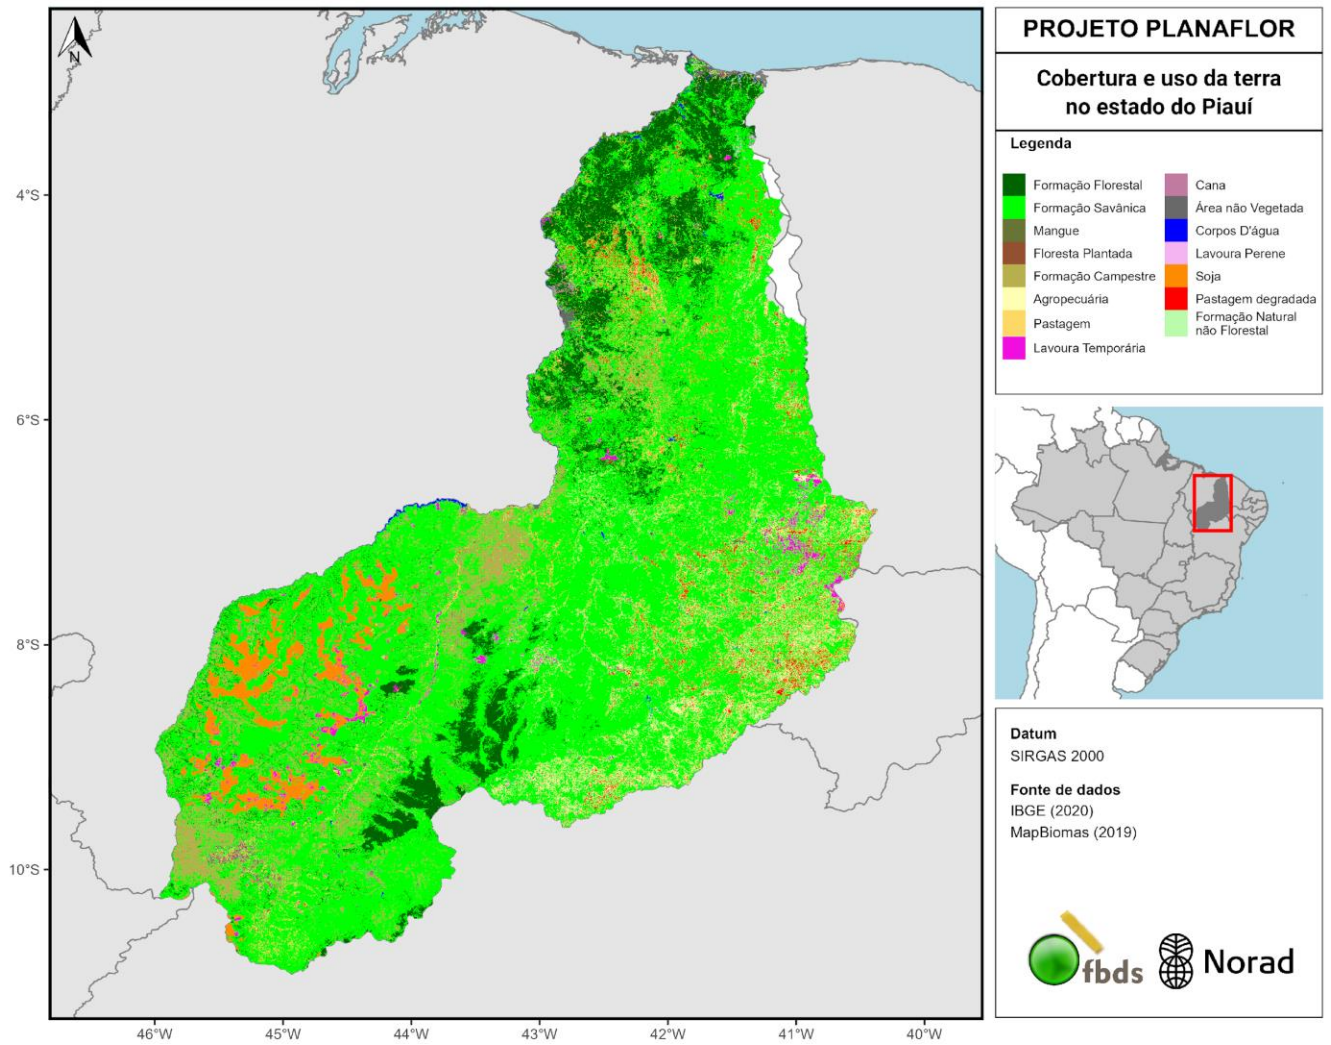 N
4°S
6°S
8°S
10°S
46°W
45°W
44°W
43°W
42°W
41°W
40°W
PROJETO PLANAFLOR
Cobertura e uso da terra
no estado do Piauí
Legenda
Formação Florestal
Formação Savânica
Mangue
Floresta Plantada
Formação Campestre
Agropecuária
Pastagem
Lavoura Temporária
Cana
Área não Vegetada
Corpos D'água
Lavoura Perene
Soja
Pastagem degradada
Formação Natural
não Florestal
Datum
SIRGAS 2000
Fonte de dados
IBGE (2020)
MapBiomas (2019)
fbds
Norad